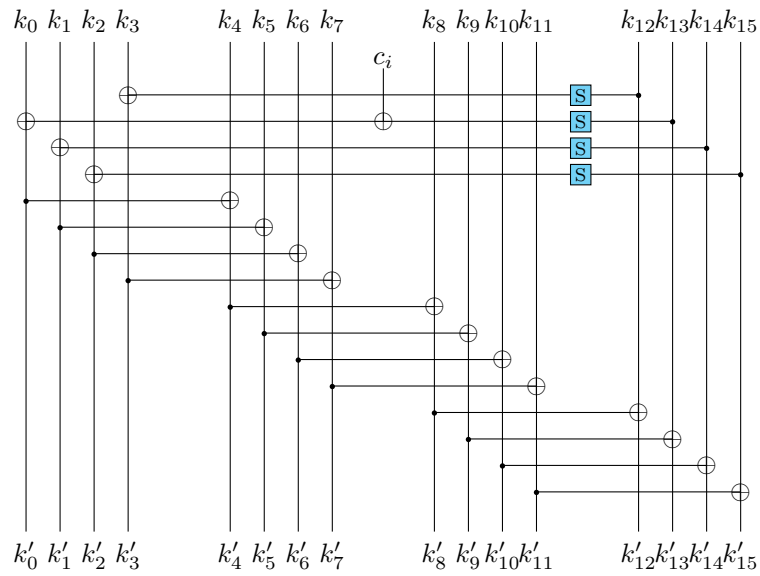 k₀ k₁ k₂ k₃ k₄ k₅ k₆ k₇ k₈ k₉ k₁₀ k₁₁ k₁₂ k₁₃ k₁₄ k₁₅
cᵢ
S
S
S
S
k′₀ k′₁ k′₂ k′₃ k′₄ k′₅ k′₆ k′₇ k′₈ k′₉ k′₁₀ k′₁₁ k′₁₂ k′₁₃ k′₁₄ k′₁₅